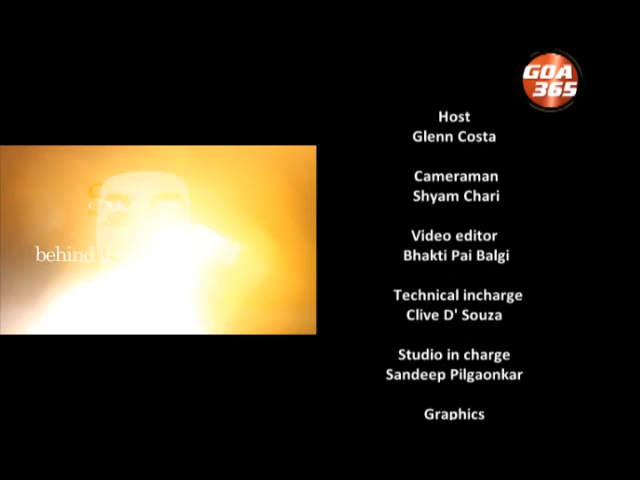 GOA
365
Host
Glenn Costa
Cameraman
Shyam Chari
Video editor
Bhakti Pai Balgi
Technical incharge
Clive D' Souza
Studio in charge
Sandeep Pilgaonkar
Graphics
behind